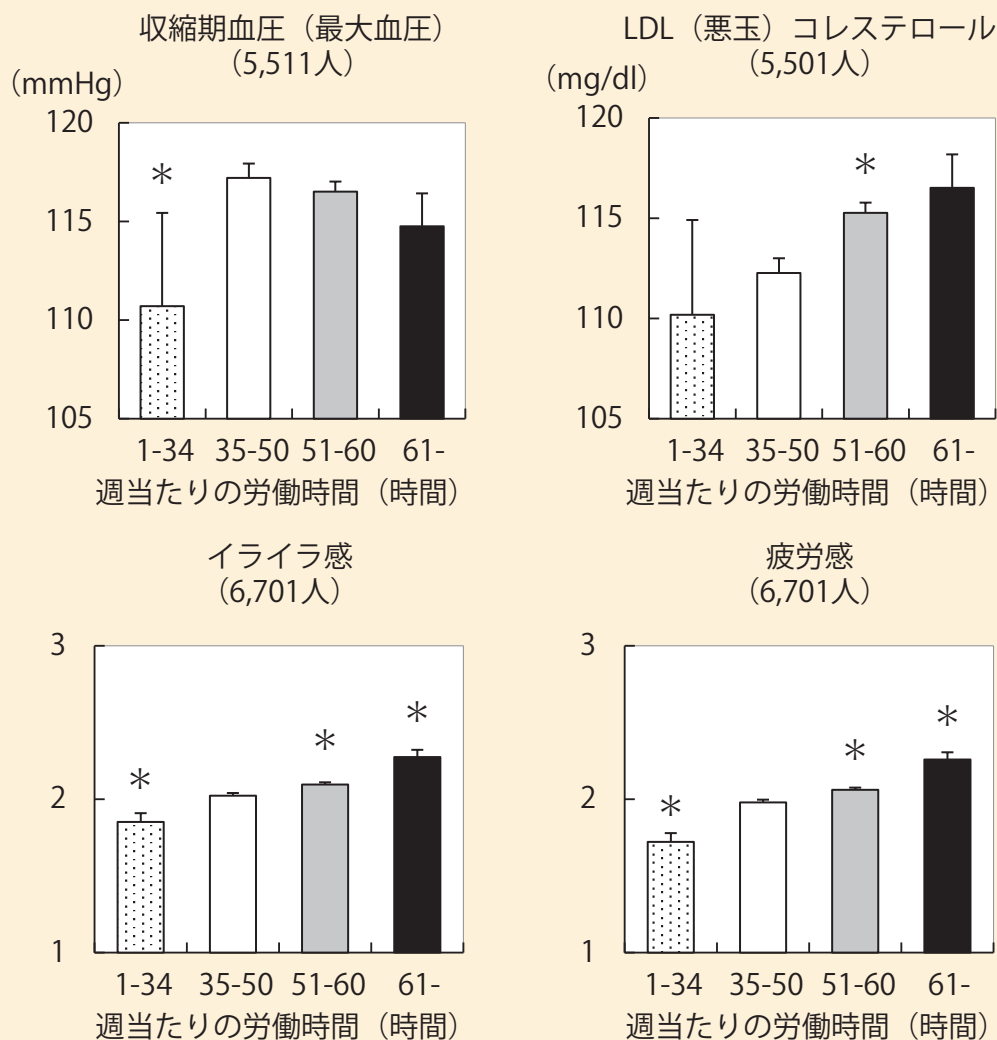 収縮期血圧（最大血圧）
（5,511人）
（mmHg）
120
115
110
105
＊
1-34 35-50 51-60 61-
週当たりの労働時間（時間）
LDL（悪玉）コレステロール
（5,501人）
（mg/dl）
120
115
110
105
＊
1-34 35-50 51-60 61-
週当たりの労働時間（時間）
イライラ感
（6,701人）
3
2
1
＊ ＊ ＊
1-34 35-50 51-60 61-
週当たりの労働時間（時間）
疲労感
（6,701人）
3
2
1
＊ ＊ ＊
1-34 35-50 51-60 61-
週当たりの労働時間（時間）